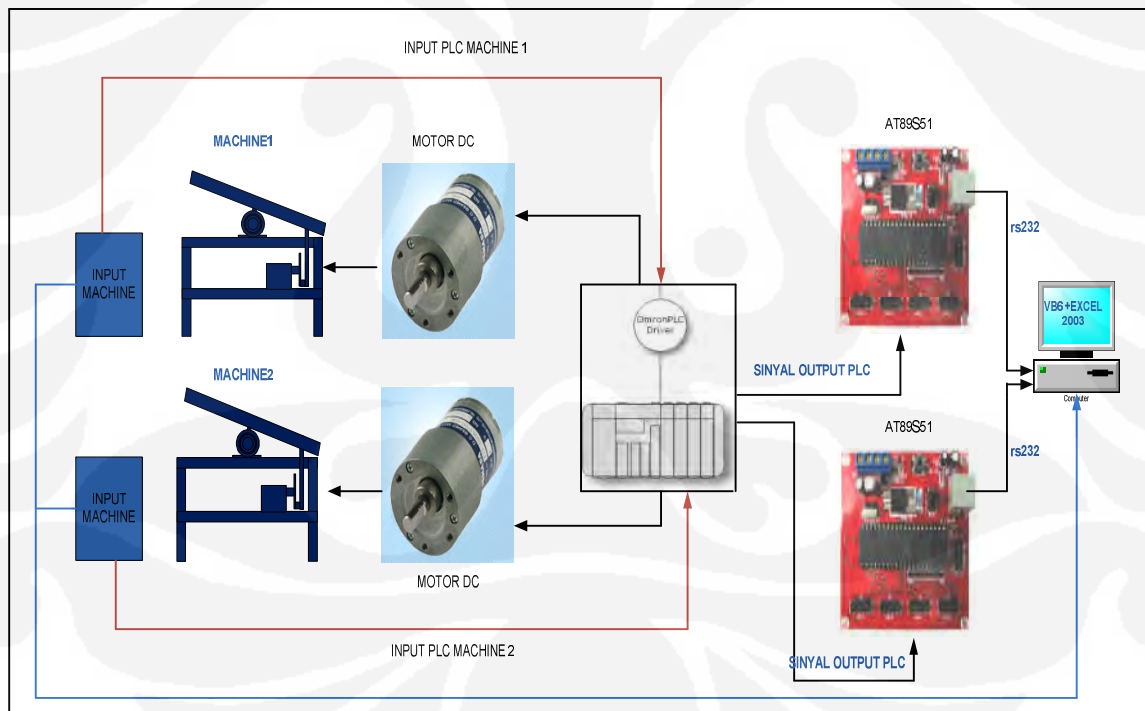 INPUT PLC MACHINE 1
AT89S51
MACHINE1
MOTOR DC
rs232
INPUT
MACHINE
OmronPLC
Driver
VB6+EXCEL
2003
MACHINE2
SINYAL OUTPUT PLC
Computer
AT89S51
rs232
INPUT
MACHINE
MOTOR DC
INPUT PLC MACHINE 2
SINYAL OUTPUT PLC